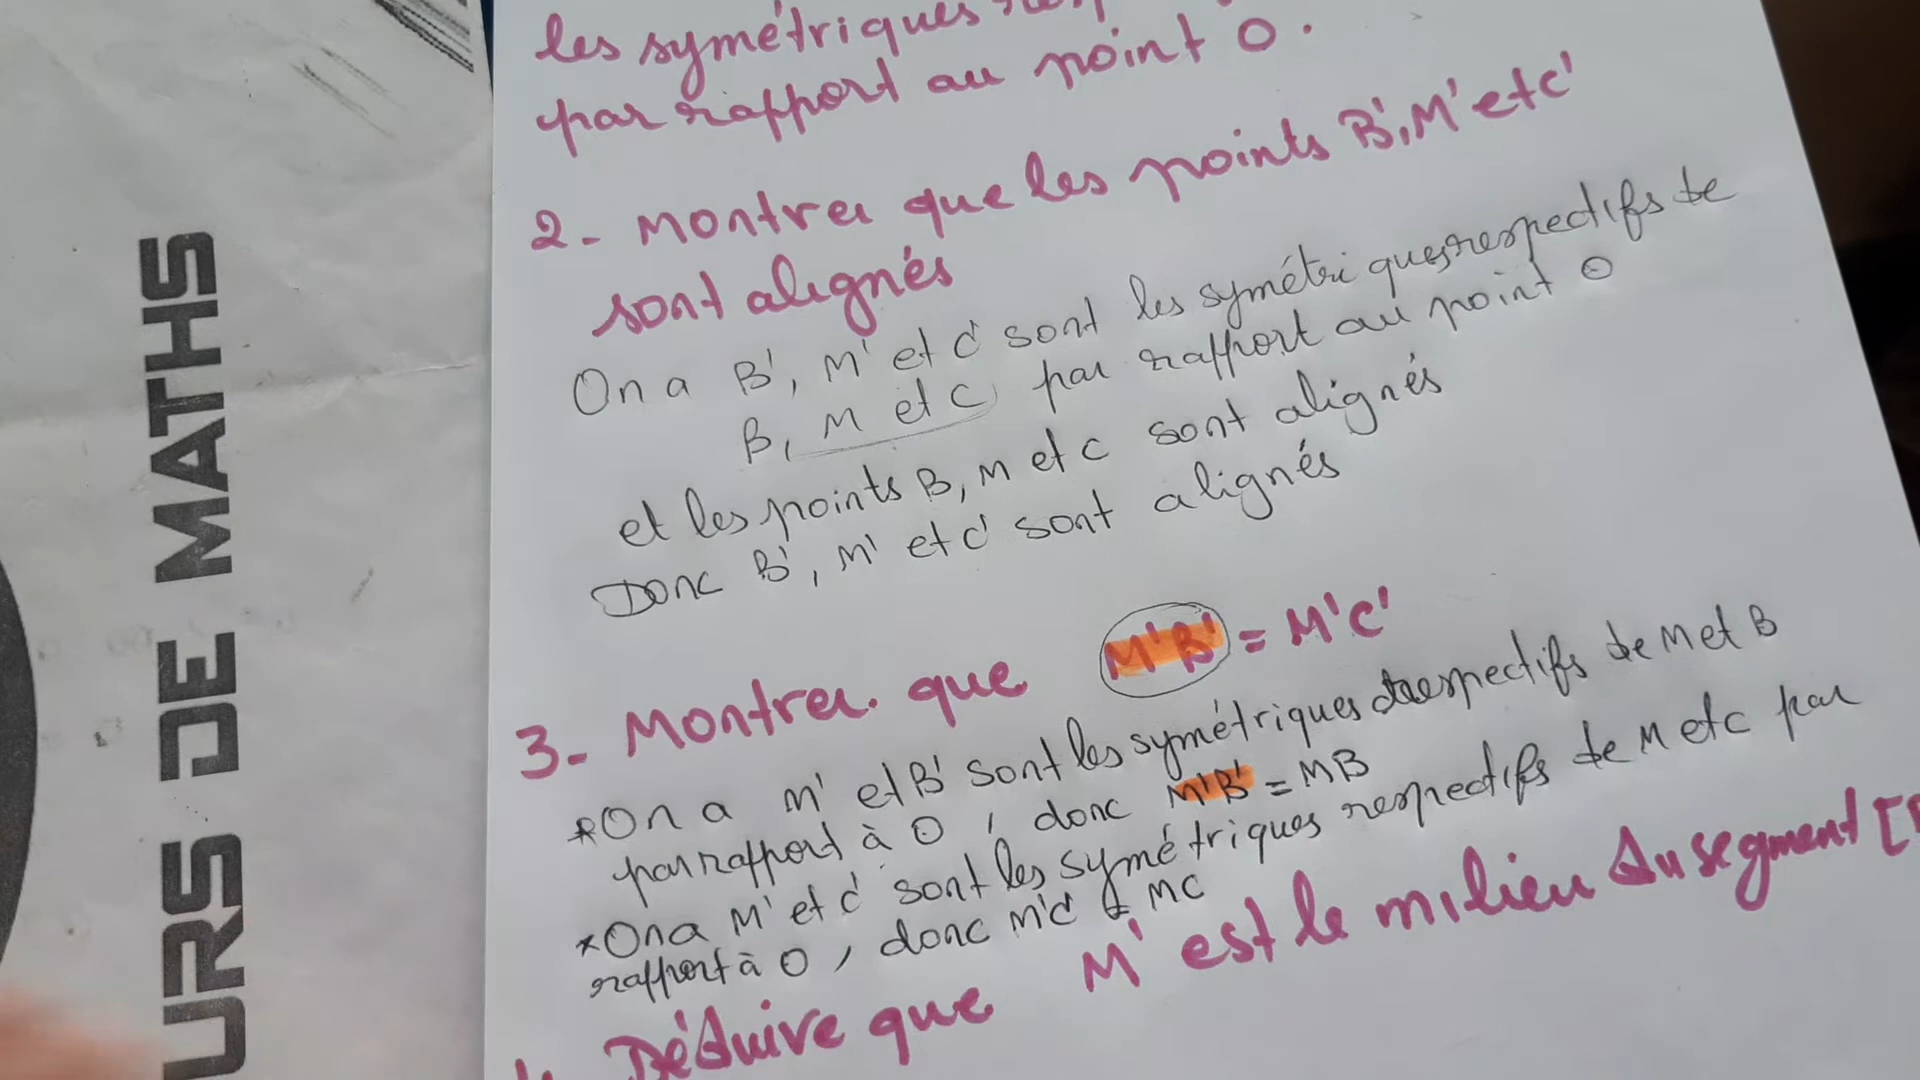 les symétriques
par rapport au point O.
2- Montrer que les points B', M' et C'
sont alignés
On a B', M' et C' sont les symétriques respectifs de
B, M et C par rapport au point O
et les points B, M et C sont alignés
Donc B', M' et C' sont alignés
3- Montrer. que M'B' = M'C'
*On a M' et B' sont les symétriques respectifs de M et B
par rapport à O, donc M'B' = MB
*On a M' et C' sont les symétriques respectifs de M et C par
rapport à O, donc M'C' = MC
Déduire que M' est le milieu du segment [
URS DE MATHS